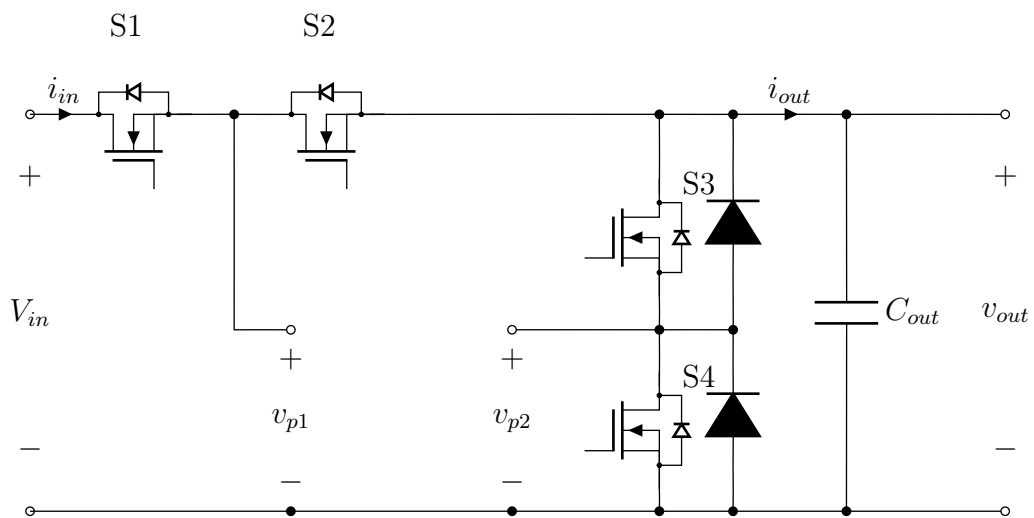 S1
S2
i_in
i_out
+
+
S3
V_in
C_out
v_out
+
+
S4
v_p1
v_p2
−
−
−
−